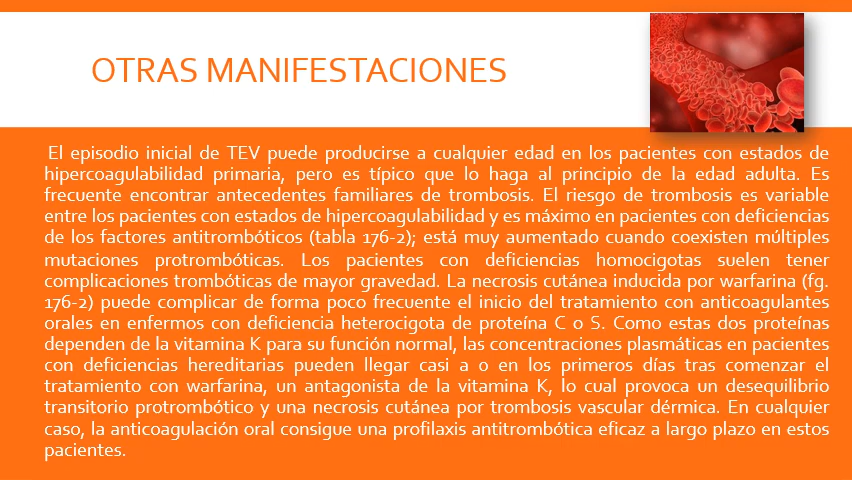 OTRAS MANIFESTACIONES
El episodio inicial de TEV puede producirse a cualquier edad en los pacientes con estados de
hipercoagulabilidad primaria, pero es típico que lo haga al principio de la edad adulta. Es
frecuente encontrar antecedentes familiares de trombosis. El riesgo de trombosis es variable
entre los pacientes con estados de hipercoagulabilidad y es máximo en pacientes con deficiencias
de los factores antitrombóticos (tabla 176-2); está muy aumentado cuando coexisten múltiples
mutaciones protrombóticas. Los pacientes con deficiencias homocigotas suelen tener
complicaciones trombóticas de mayor gravedad. La necrosis cutánea inducida por warfarina (fg.
176-2) puede complicar de forma poco frecuente el inicio del tratamiento con anticoagulantes
orales en enfermos con deficiencia heterocigota de proteína C o S. Como estas dos proteínas
dependen de la vitamina K para su función normal, las concentraciones plasmáticas en pacientes
con deficiencias hereditarias pueden llegar casi a 0 en los primeros días tras comenzar el
tratamiento con warfarina, un antagonista de la vitamina K, lo cual provoca un desequilibrio
transitorio protrombótico y una necrosis cutánea por trombosis vascular dérmica. En cualquier
caso, la anticoagulación oral consigue una profilaxis antitrombótica eficaz a largo plazo en estos
pacientes.